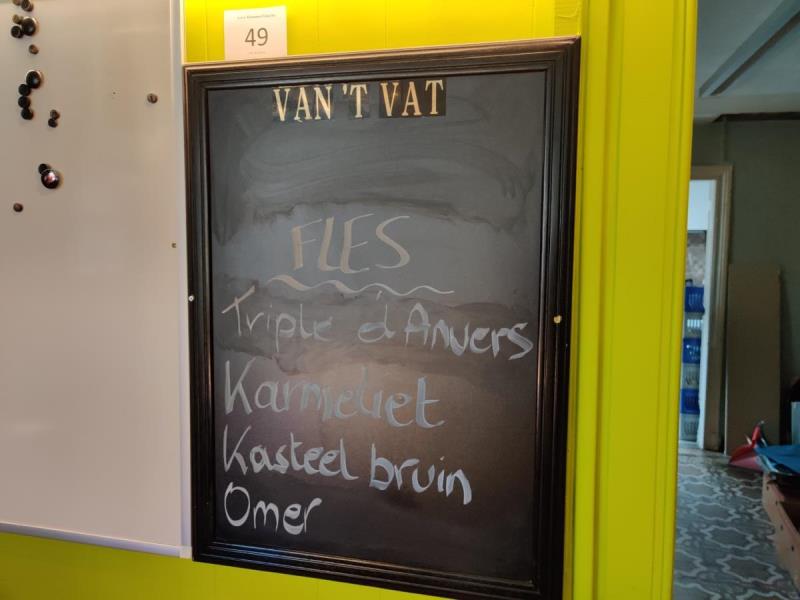 49
VAN 'T VAT
FLES
Triple d'Anvers
Karmeliet
Kasteel bruin
Omer